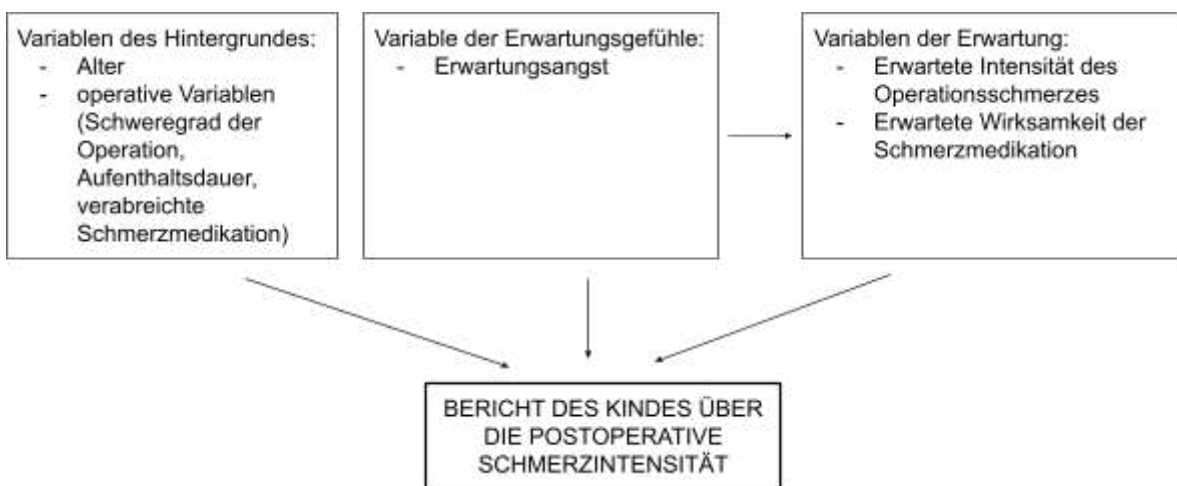 Variablen des Hintergrundes:
- Alter
- operative Variablen
(Schweregrad der
Operation,
Aufenthaltsdauer,
verabreichte
Schmerzmedikation)
Variable der Erwartungsgefühle:
- Erwartungsangst
Variablen der Erwartung:
- Erwartete Intensität des
Operationsschmerzes
- Erwartete Wirksamkeit der
Schmerzmedikation
BERICHT DES KINDES ÜBER
DIE POSTOPERATIVE
SCHMERZINTENSITÄT